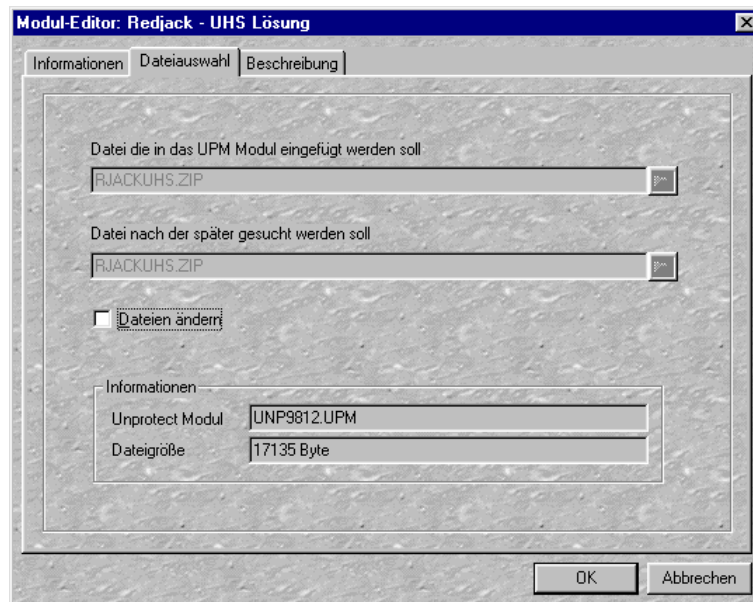 Modul-Editor: Redjack - UHS Lösung
Informationen Dateiauswahl Beschreibung
Datei die in das UPM Modul eingefügt werden soll
RJACKUHS.ZIP
Datei nach der später gesucht werden soll
RJACKUHS.ZIP
Dateien ändern
Informationen
Unprotect Modul UNP9812.UPM
Dateigröße 17135 Byte
OK Abbrechen